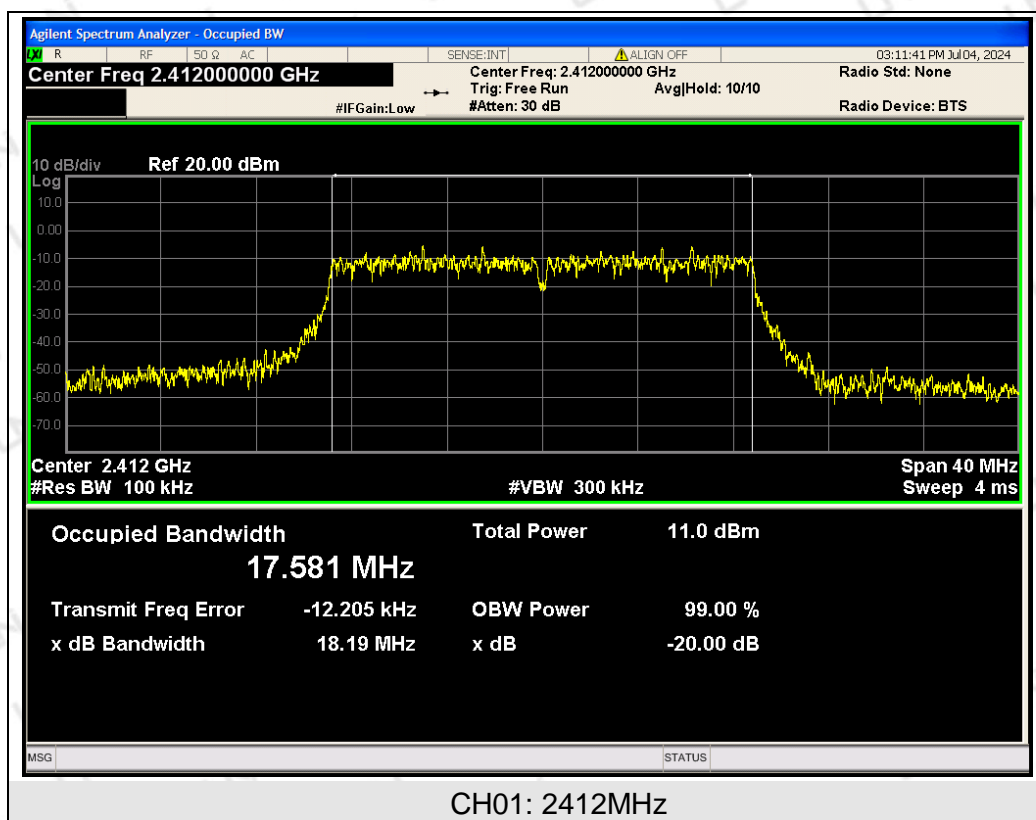 Agilent Spectrum Analyzer - Occupied BW
LXI R RF 50 Ω AC SENSE:INT ALIGN OFF 03:11:41 PM Jul 04, 2024
Center Freq 2.412000000 GHz Center Freq: 2.412000000 GHz Radio Std: None
Trig: Free Run Avg|Hold: 10/10
#IFGain:Low #Atten: 30 dB Radio Device: BTS
10 dB/div Ref 20.00 dBm
Log
10.0
0.00
-10.0
-20.0
-30.0
-40.0
-50.0
-60.0
-70.0
Center 2.412 GHz Span 40 MHz
#Res BW 100 kHz #VBW 300 kHz Sweep 4 ms
Occupied Bandwidth Total Power 11.0 dBm
17.581 MHz
Transmit Freq Error -12.205 kHz OBW Power 99.00 %
x dB Bandwidth 18.19 MHz x dB -20.00 dB
MSG STATUS
CH01: 2412MHz